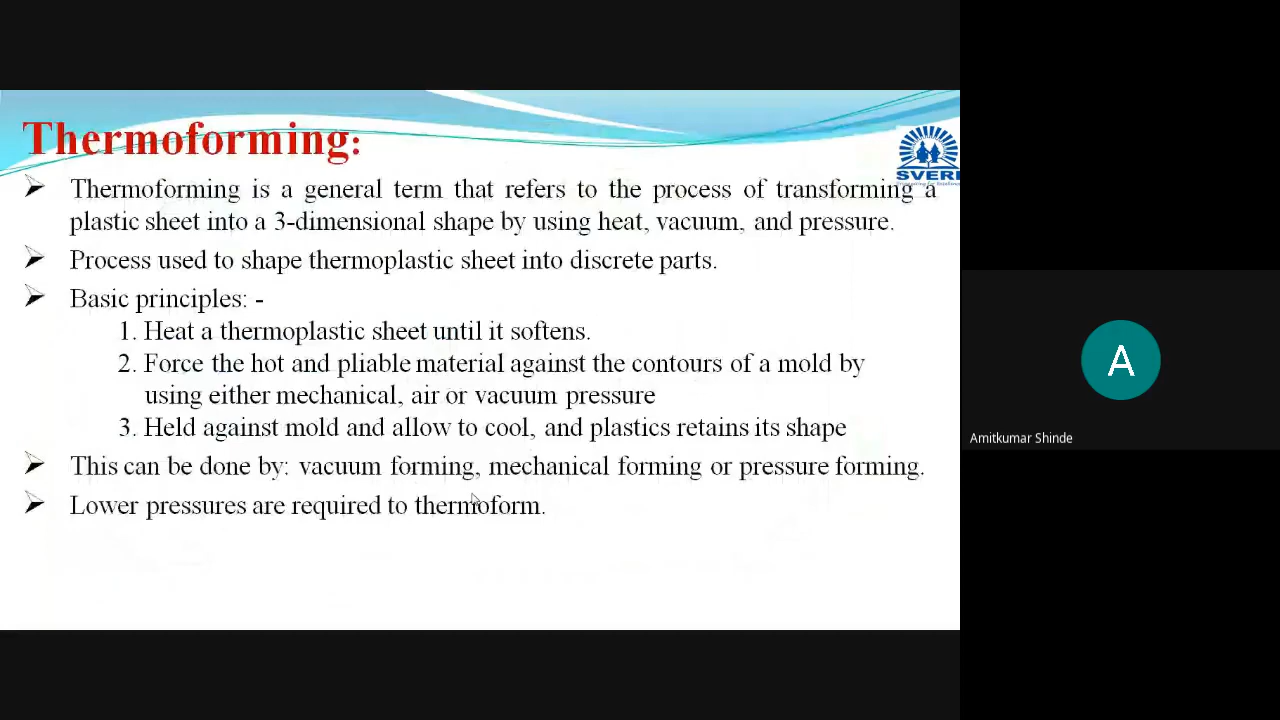 Thermoforming:
Thermoforming is a general term that refers to the process of transforming a
plastic sheet into a 3-dimensional shape by using heat, vacuum, and pressure.
Process used to shape thermoplastic sheet into discrete parts.
Basic principles: -
1. Heat a thermoplastic sheet until it softens.
2. Force the hot and pliable material against the contours of a mold by
using either mechanical, air or vacuum pressure
3. Held against mold and allow to cool, and plastics retains its shape
This can be done by: vacuum forming, mechanical forming or pressure forming.
Lower pressures are required to thermoform.
SVERI
A
Amitkumar Shinde